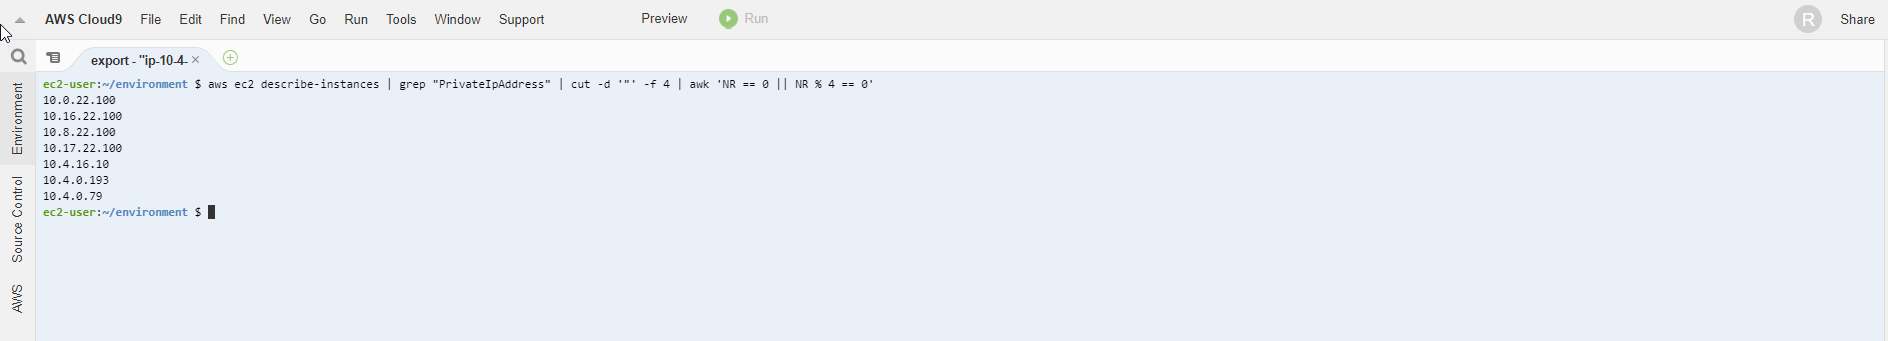 AWS Cloud9 File Edit Find View Go Run Tools Window Support Preview Run R Share
export - "ip-10-4- ×
ec2-user:~/environment $ aws ec2 describe-instances | grep "PrivateIpAddress" | cut -d '"' -f 4 | awk 'NR == 0 || NR % 4 == 0'
10.0.22.100
10.16.22.100
10.8.22.100
10.17.22.100
10.4.16.10
10.4.0.193
10.4.0.79
ec2-user:~/environment $
Environment
Source Control
AWS